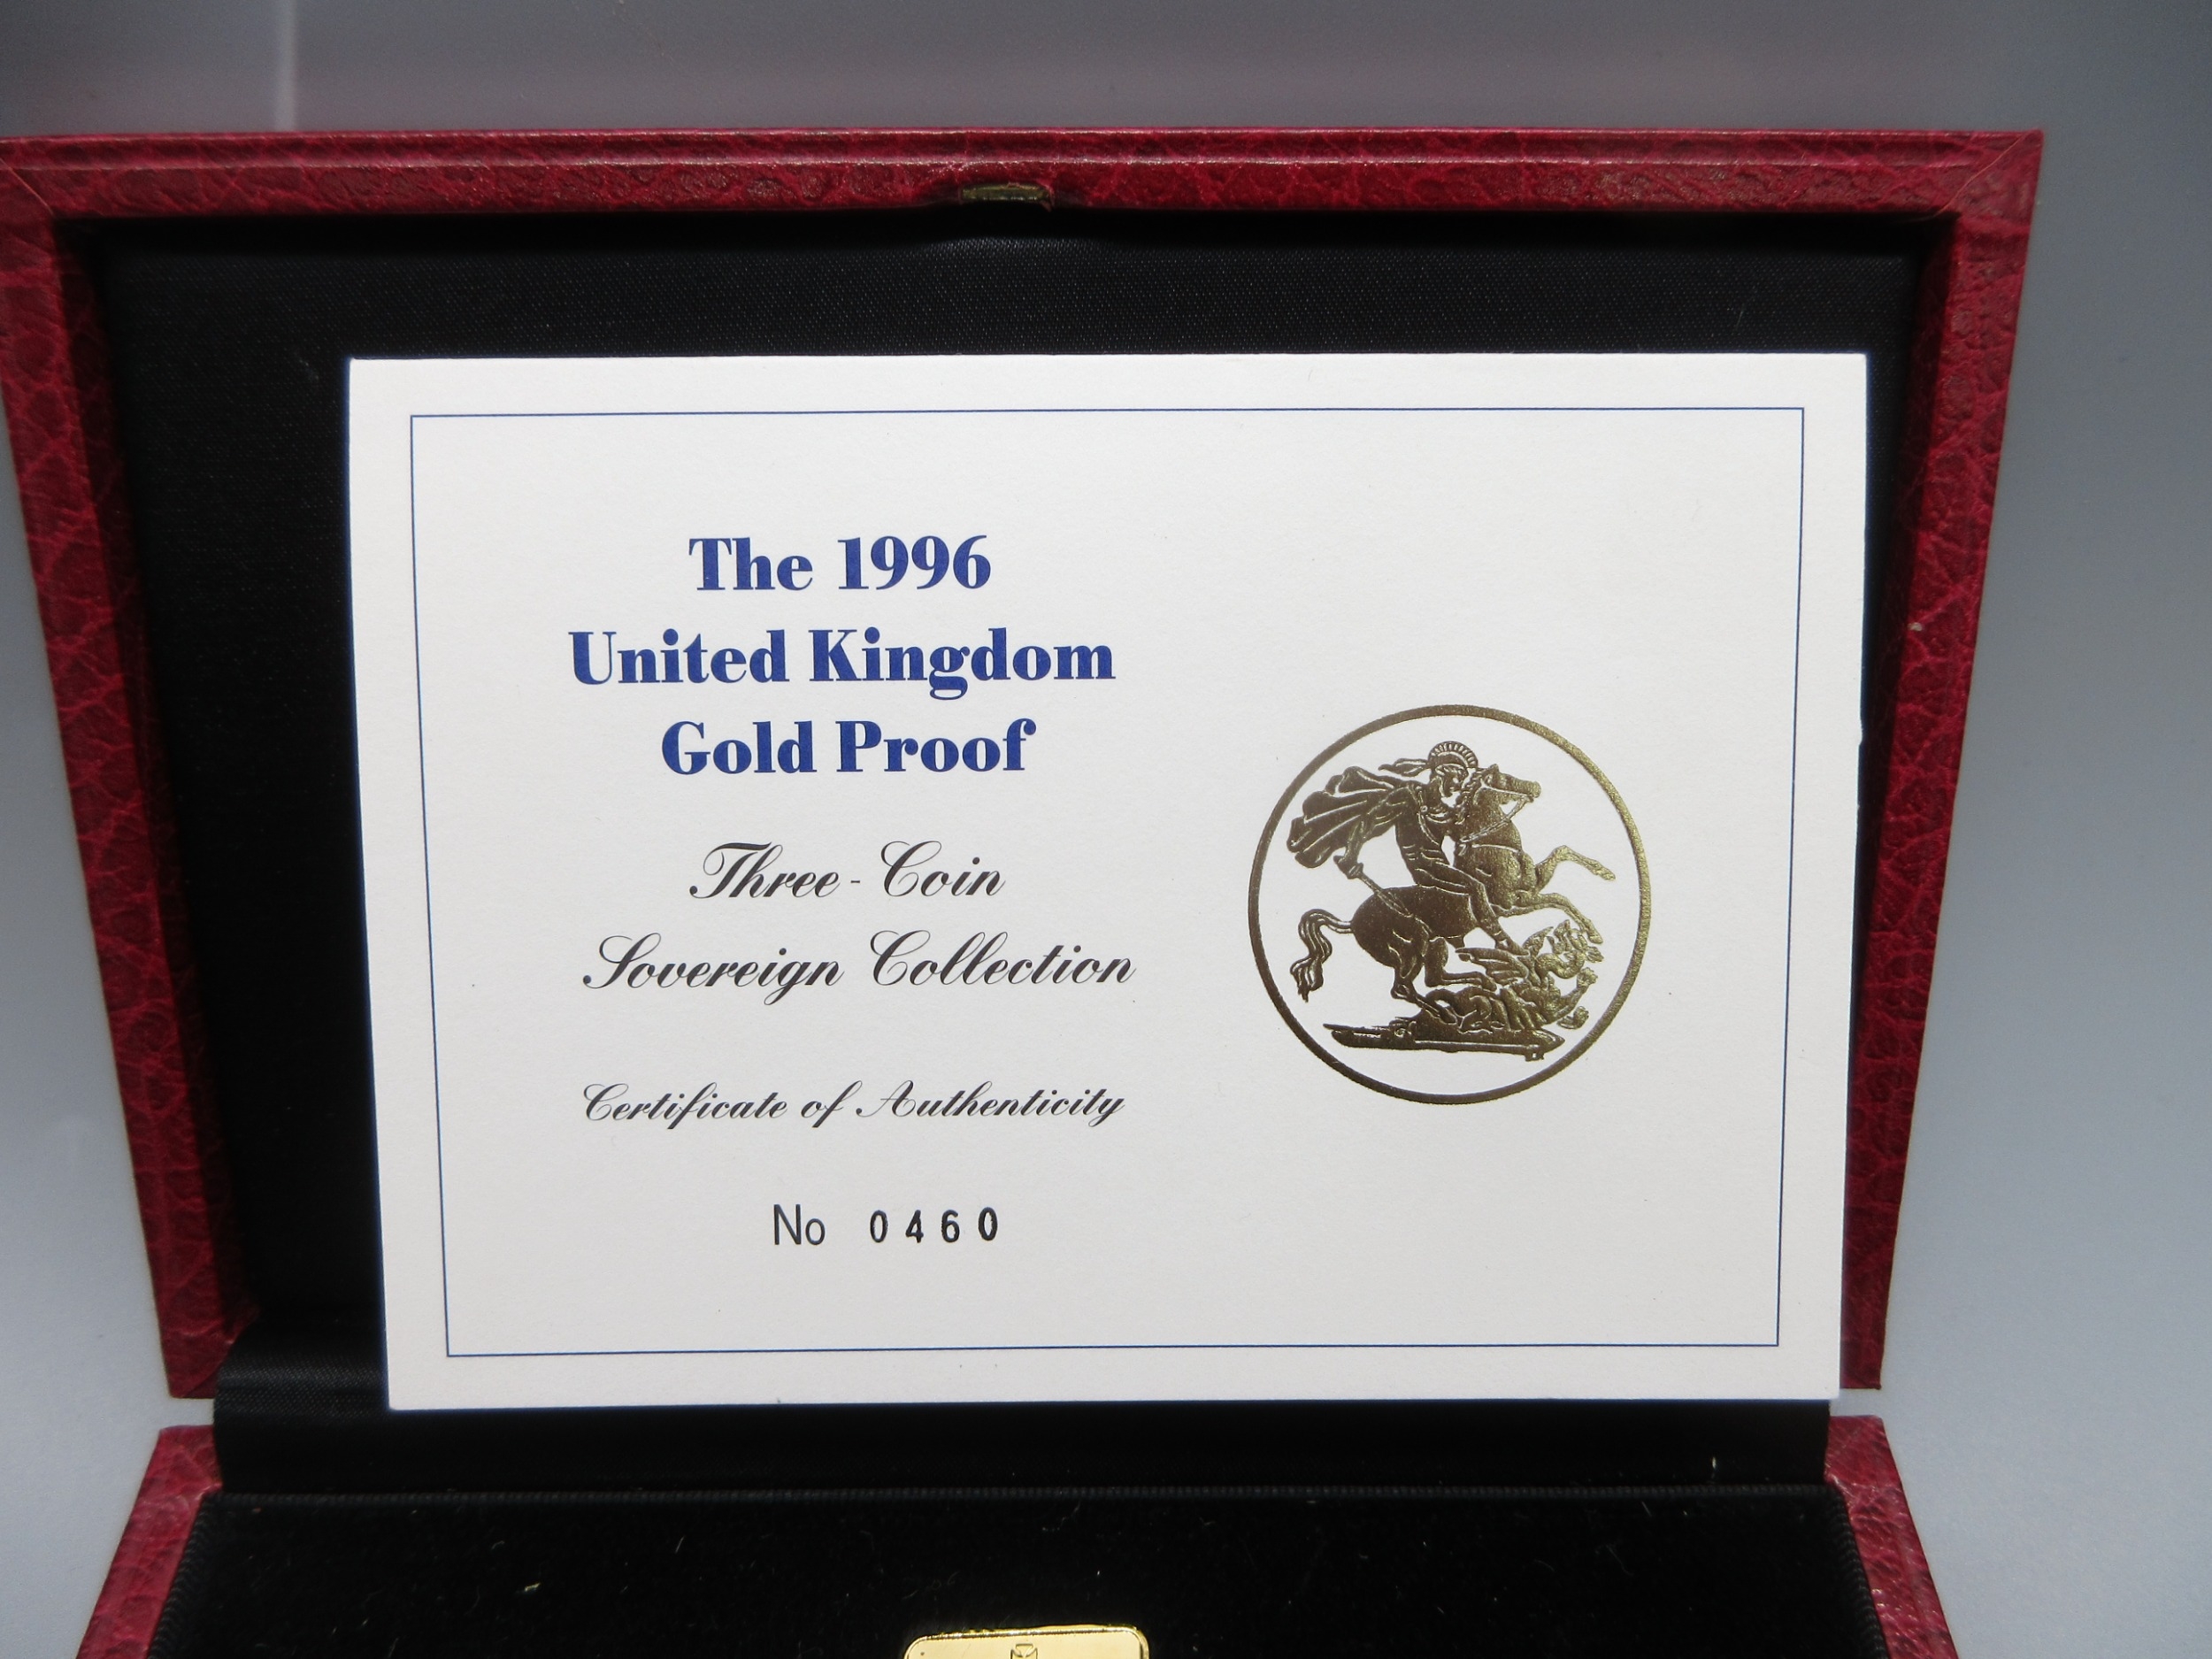 The 1996
United Kingdom
Gold Proof
Three-Coin
Sovereign Collection
Certificate of Authenticity
No 0460